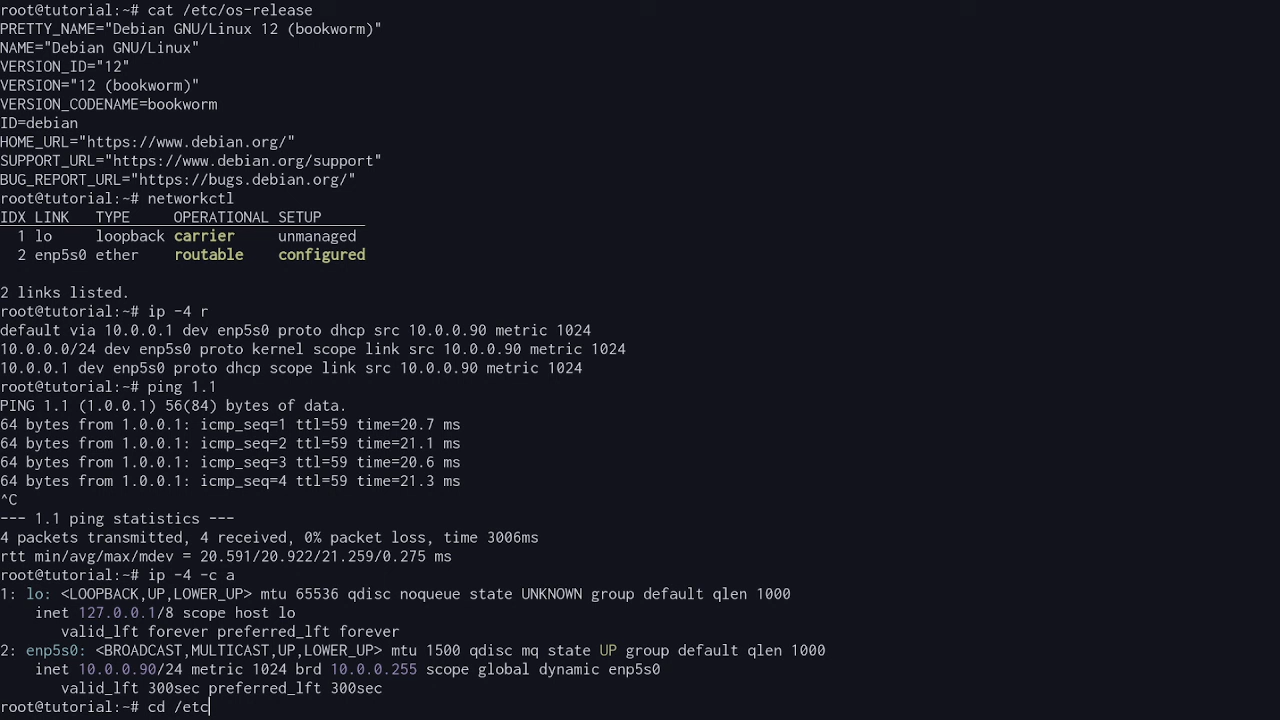 root@tutorial:~# cat /etc/os-release
PRETTY_NAME="Debian GNU/Linux 12 (bookworm)"
NAME="Debian GNU/Linux"
VERSION_ID="12"
VERSION="12 (bookworm)"
VERSION_CODENAME=bookworm
ID=debian
HOME_URL="https://www.debian.org/"
SUPPORT_URL="https://www.debian.org/support"
BUG_REPORT_URL="https://bugs.debian.org/"
root@tutorial:~# networkctl
IDX LINK   TYPE     OPERATIONAL SETUP
  1 lo     loopback carrier     unmanaged
  2 enp5s0 ether    routable    configured

2 links listed.
root@tutorial:~# ip -4 r
default via 10.0.0.1 dev enp5s0 proto dhcp src 10.0.0.90 metric 1024
10.0.0.0/24 dev enp5s0 proto kernel scope link src 10.0.0.90 metric 1024
10.0.0.1 dev enp5s0 proto dhcp scope link src 10.0.0.90 metric 1024
root@tutorial:~# ping 1.1
PING 1.1 (1.0.0.1) 56(84) bytes of data.
64 bytes from 1.0.0.1: icmp_seq=1 ttl=59 time=20.7 ms
64 bytes from 1.0.0.1: icmp_seq=2 ttl=59 time=21.1 ms
64 bytes from 1.0.0.1: icmp_seq=3 ttl=59 time=20.6 ms
64 bytes from 1.0.0.1: icmp_seq=4 ttl=59 time=21.3 ms
^C
--- 1.1 ping statistics ---
4 packets transmitted, 4 received, 0% packet loss, time 3006ms
rtt min/avg/max/mdev = 20.591/20.922/21.259/0.275 ms
root@tutorial:~# ip -4 -c a
1: lo: <LOOPBACK,UP,LOWER_UP> mtu 65536 qdisc noqueue state UNKNOWN group default qlen 1000
    inet 127.0.0.1/8 scope host lo
       valid_lft forever preferred_lft forever
2: enp5s0: <BROADCAST,MULTICAST,UP,LOWER_UP> mtu 1500 qdisc mq state UP group default qlen 1000
    inet 10.0.0.90/24 metric 1024 brd 10.0.0.255 scope global dynamic enp5s0
       valid_lft 300sec preferred_lft 300sec
root@tutorial:~# cd /etc